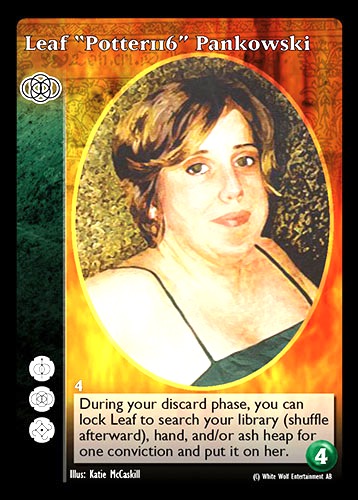 Leaf "Potter116" Pankowski
4
During your discard phase, you can
lock Leaf to search your library (shuffle
afterward), hand, and/or ash heap for
one conviction and put it on her.
4
Illus: Katie McCaskill
(C) White Wolf Entertainment AB